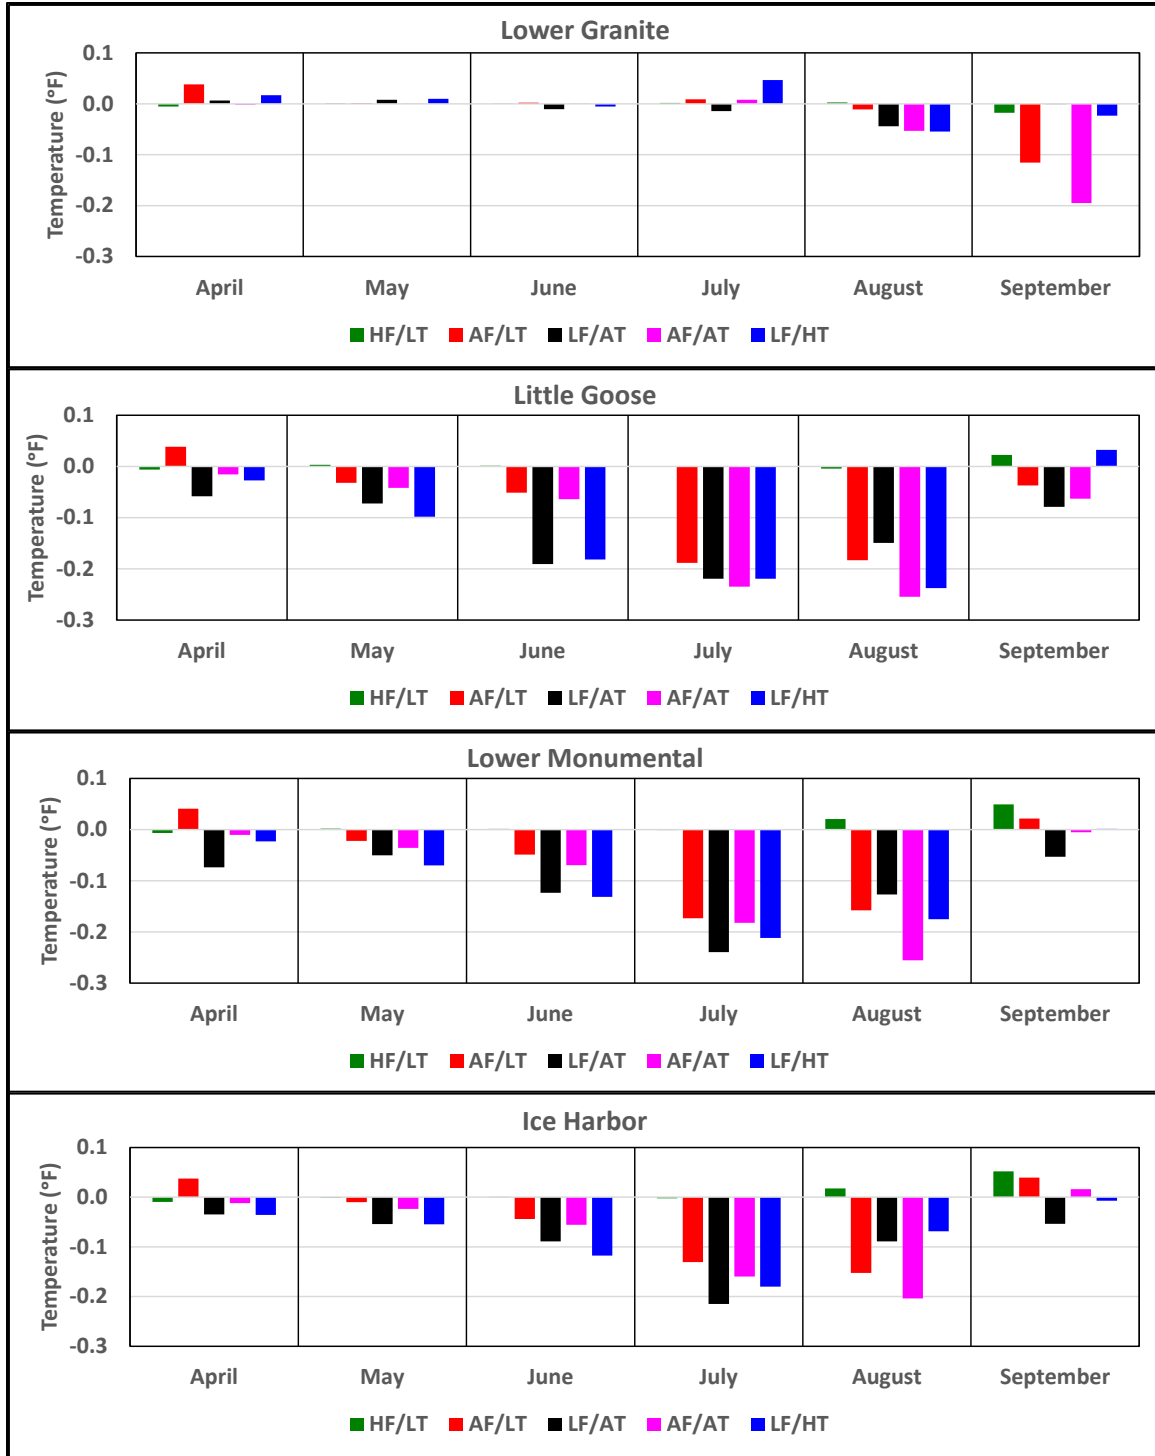 Lower Granite
Temperature (°F)
0.1
0.0
-0.1
-0.2
-0.3
April May June July August September
HF/LT AF/LT LF/AT AF/AT LF/HT
Little Goose
Temperature (°F)
0.1
0.0
-0.1
-0.2
-0.3
April May June July August September
HF/LT AF/LT LF/AT AF/AT LF/HT
Lower Monumental
Temperature (°F)
0.1
0.0
-0.1
-0.2
-0.3
April May June July August September
HF/LT AF/LT LF/AT AF/AT LF/HT
Ice Harbor
Temperature (°F)
0.1
0.0
-0.1
-0.2
-0.3
April May June July August September
HF/LT AF/LT LF/AT AF/AT LF/HT